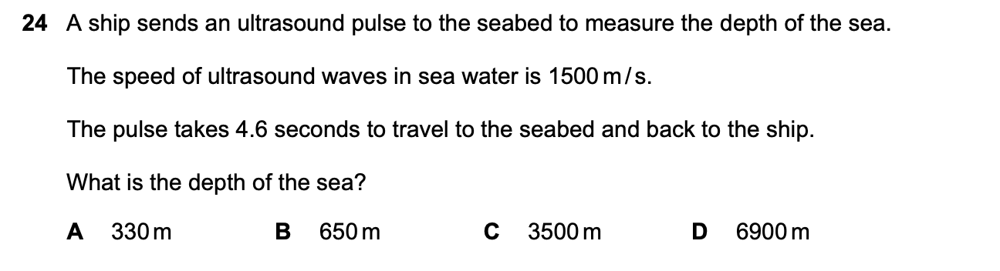 24 A ship sends an ultrasound pulse to the seabed to measure the depth of the sea.
The speed of ultrasound waves in sea water is 1500 m/s.
The pulse takes 4.6 seconds to travel to the seabed and back to the ship.
What is the depth of the sea?
A 330 m B 650 m C 3500 m D 6900 m